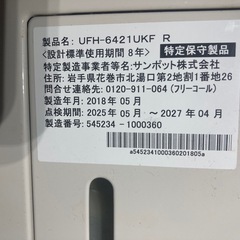 製品名：UFH-6421UKF R
<設計標準使用期間 8年> 特定保守製品
特定製造事業者等名：サンポット株式会社
住所：岩手県花巻市北湯口第2地割1番地26
問合せ連絡先：0120-911-064（フリーコール）
製造年月：2018年05月
点検期間：2025年05月 ～ 2027年04月
製造番号：545234 - 1000360
a5452341000360201805a